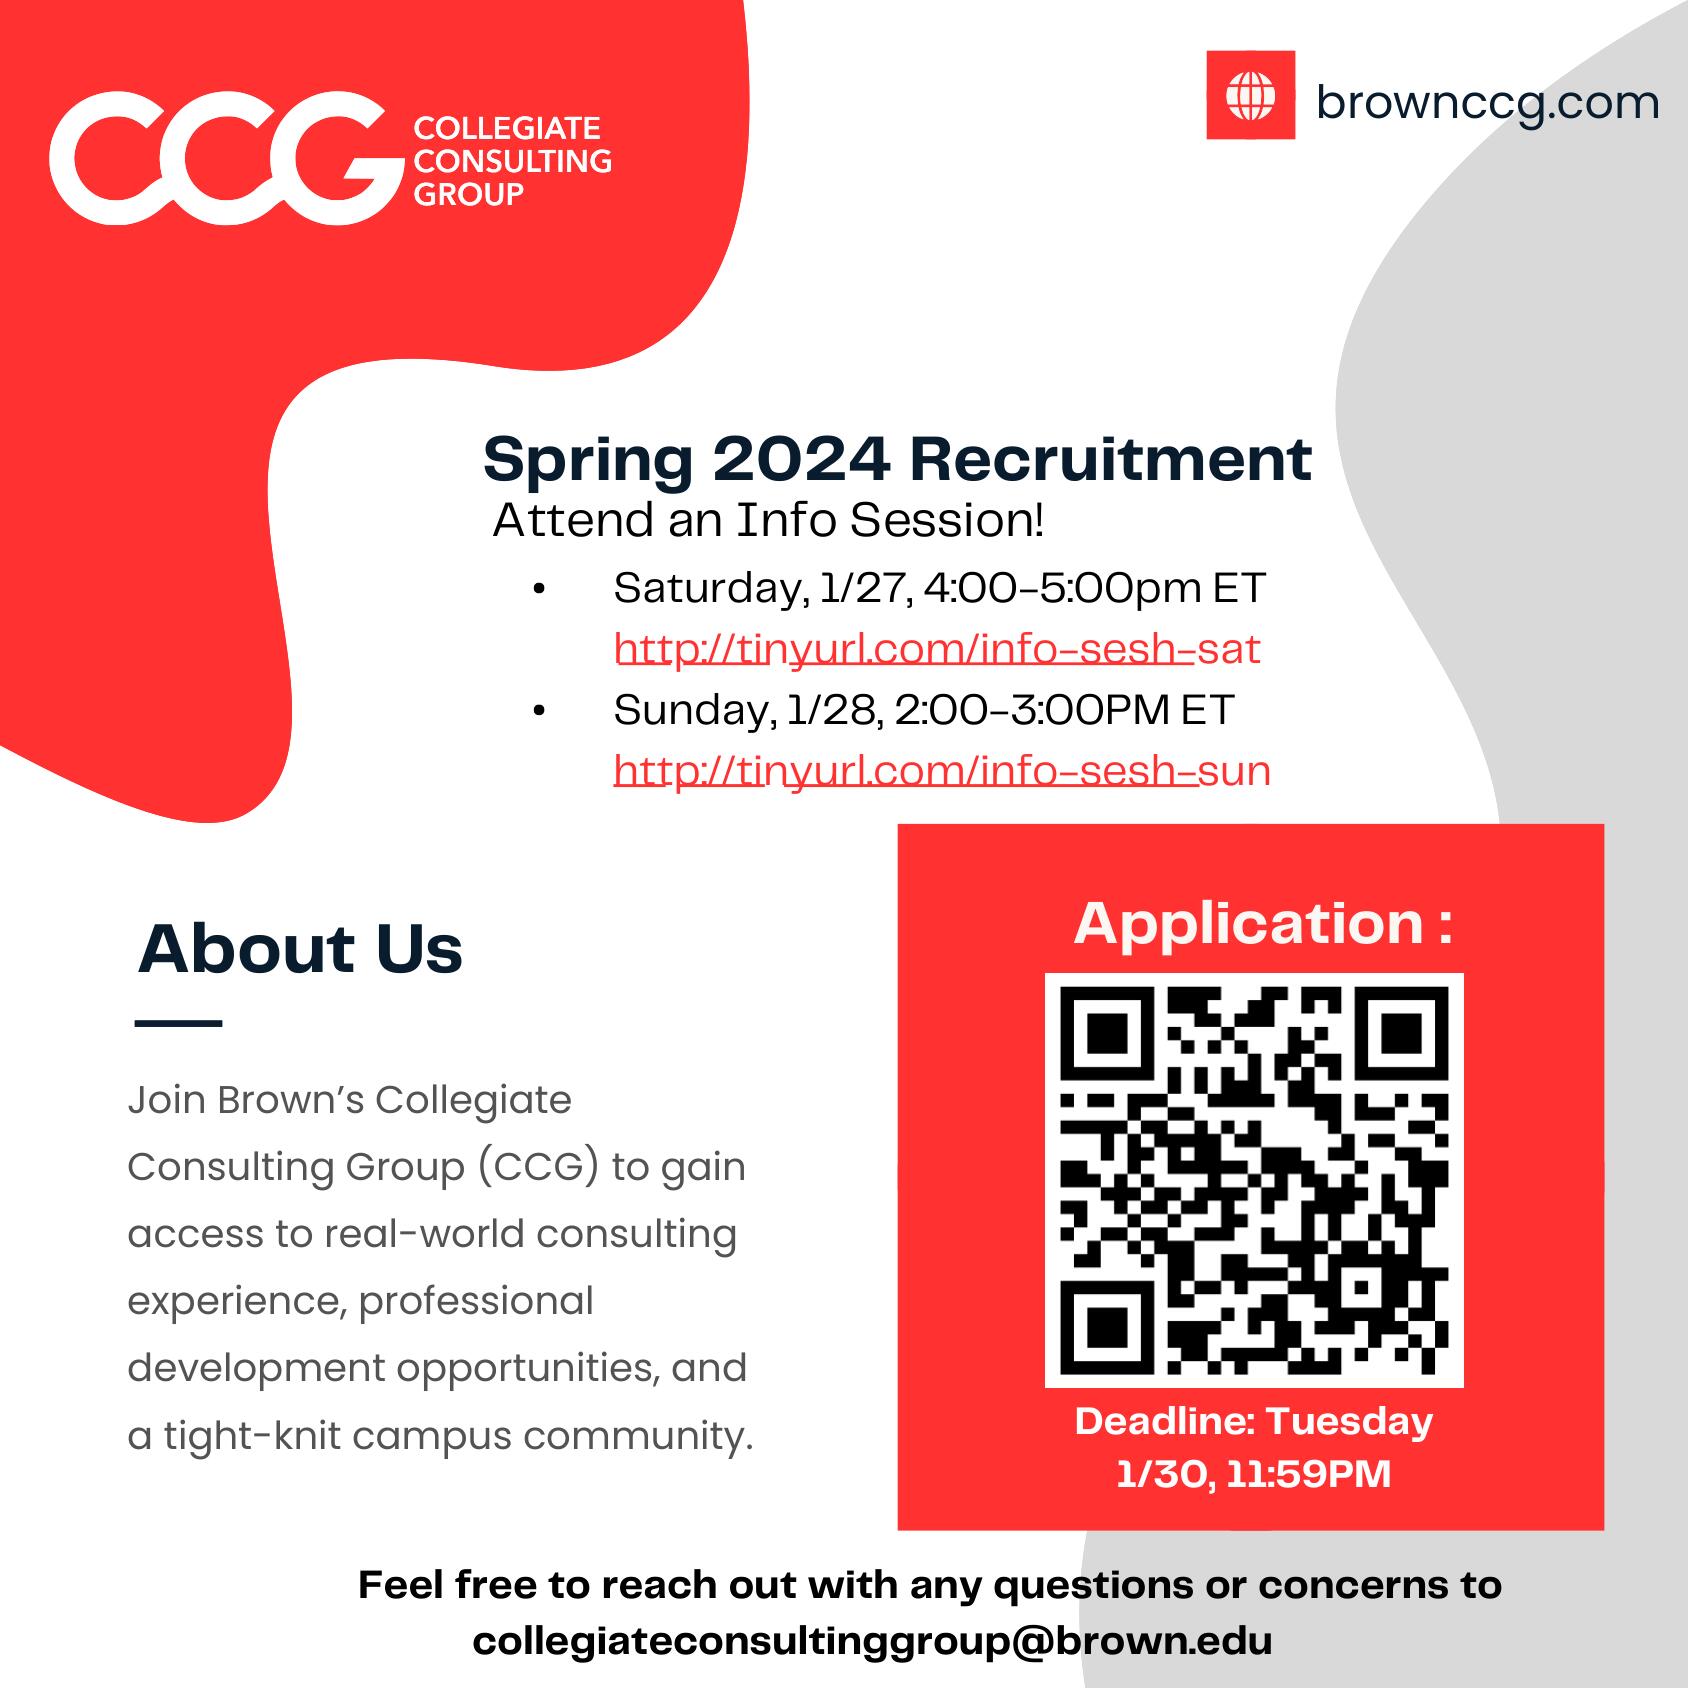 CCG
COLLEGIATE
CONSULTING
GROUP
brownccg.com
Spring 2024 Recruitment
Attend an Info Session!
• Saturday, 1/27, 4:00-5:00pm ET
http://tinyurl.com/info-sesh-sat
• Sunday, 1/28, 2:00-3:00PM ET
http://tinyurl.com/info-sesh-sun
About Us
Join Brown’s Collegiate
Consulting Group (CCG) to gain
access to real-world consulting
experience, professional
development opportunities, and
a tight-knit campus community.
Application :
Deadline: Tuesday
1/30, 11:59PM
Feel free to reach out with any questions or concerns to
collegiateconsultinggroup@brown.edu